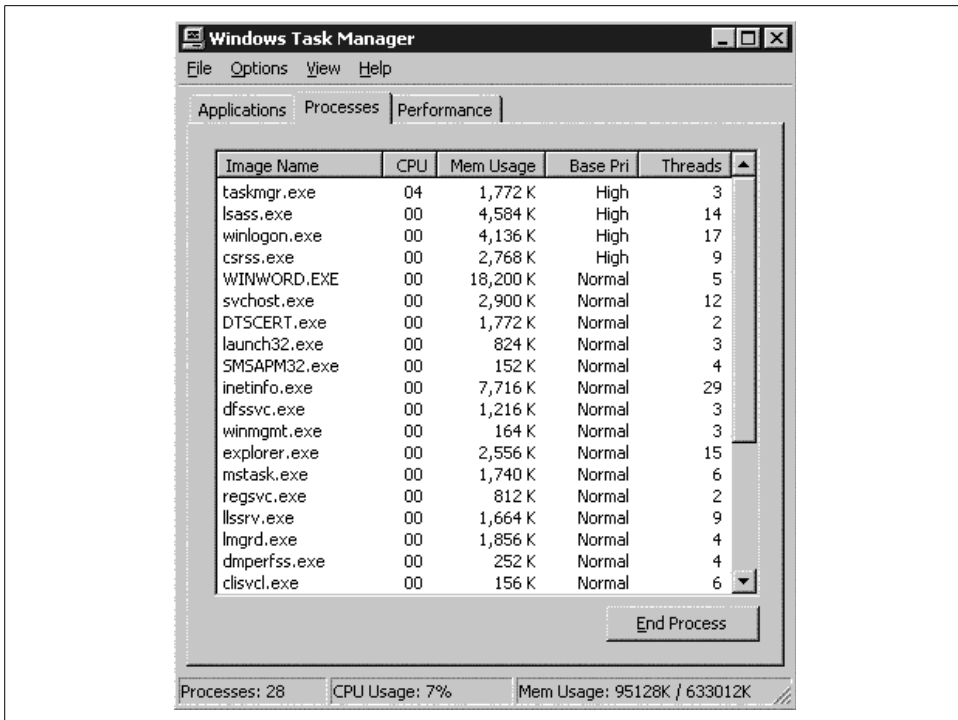 Windows Task Manager
File Options View Help
Applications Processes Performance
Image Name CPU Mem Usage Base Pri Threads
taskmgr.exe 04 1,772 K High 3
lsass.exe 00 4,584 K High 14
winlogon.exe 00 4,136 K High 17
csrss.exe 00 2,768 K High 9
WINWORD.EXE 00 18,200 K Normal 5
svchost.exe 00 2,900 K Normal 12
DTSCERT.exe 00 1,772 K Normal 2
launch32.exe 00 824 K Normal 3
SMSAPM32.exe 00 152 K Normal 4
inetinfo.exe 00 7,716 K Normal 29
dfssvc.exe 00 1,216 K Normal 3
winmgmt.exe 00 164 K Normal 3
explorer.exe 00 2,556 K Normal 15
mstask.exe 00 1,740 K Normal 6
regsvc.exe 00 812 K Normal 2
llssrv.exe 00 1,664 K Normal 9
lmgrd.exe 00 1,856 K Normal 4
dmperfss.exe 00 252 K Normal 4
clisvcl.exe 00 156 K Normal 6
End Process
Processes: 28 CPU Usage: 7% Mem Usage: 95128K / 633012K